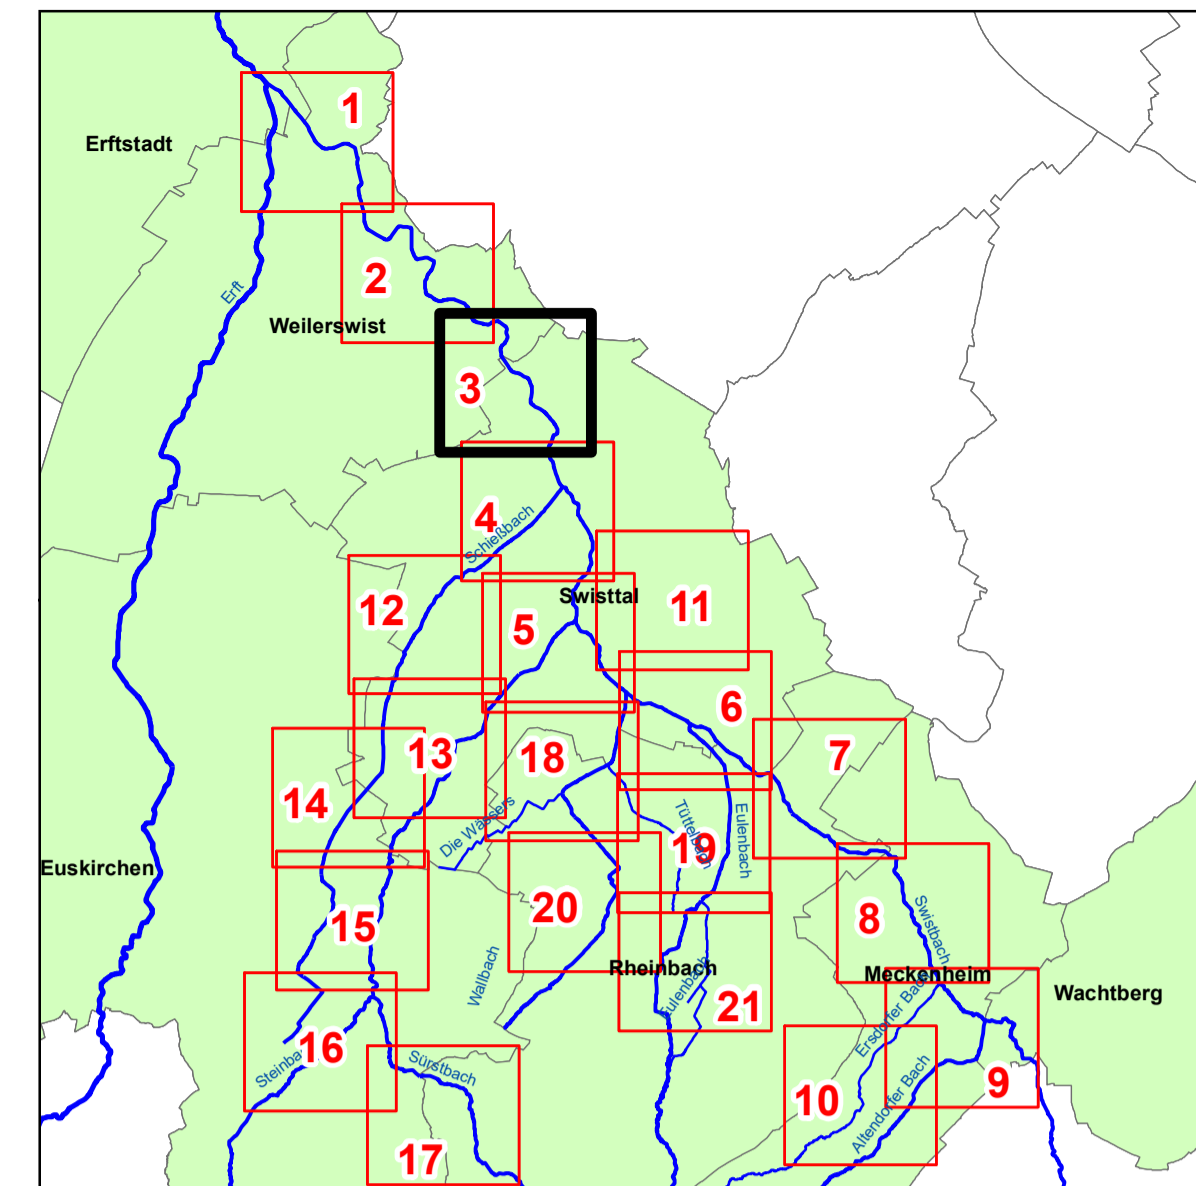 1
Erftstadt
2
Erft
Weilerswist
3
4
Schießbach
Swisttal
11
12
5
6
7
13
18
14
Die Wässers
Tüttelbach
Eulenbach
19
Euskirchen
20
8
15
Swistbach
Rheinbach
Meckenheim
Wallbach
Eulenbach
Wachtberg
21
Ersdorfer Bach
16
Steinba
Sürstbach
9
10
Altendorfer Bach
17